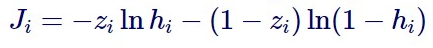 J_i = −z_i ln h_i − (1 − z_i) ln(1 − h_i)